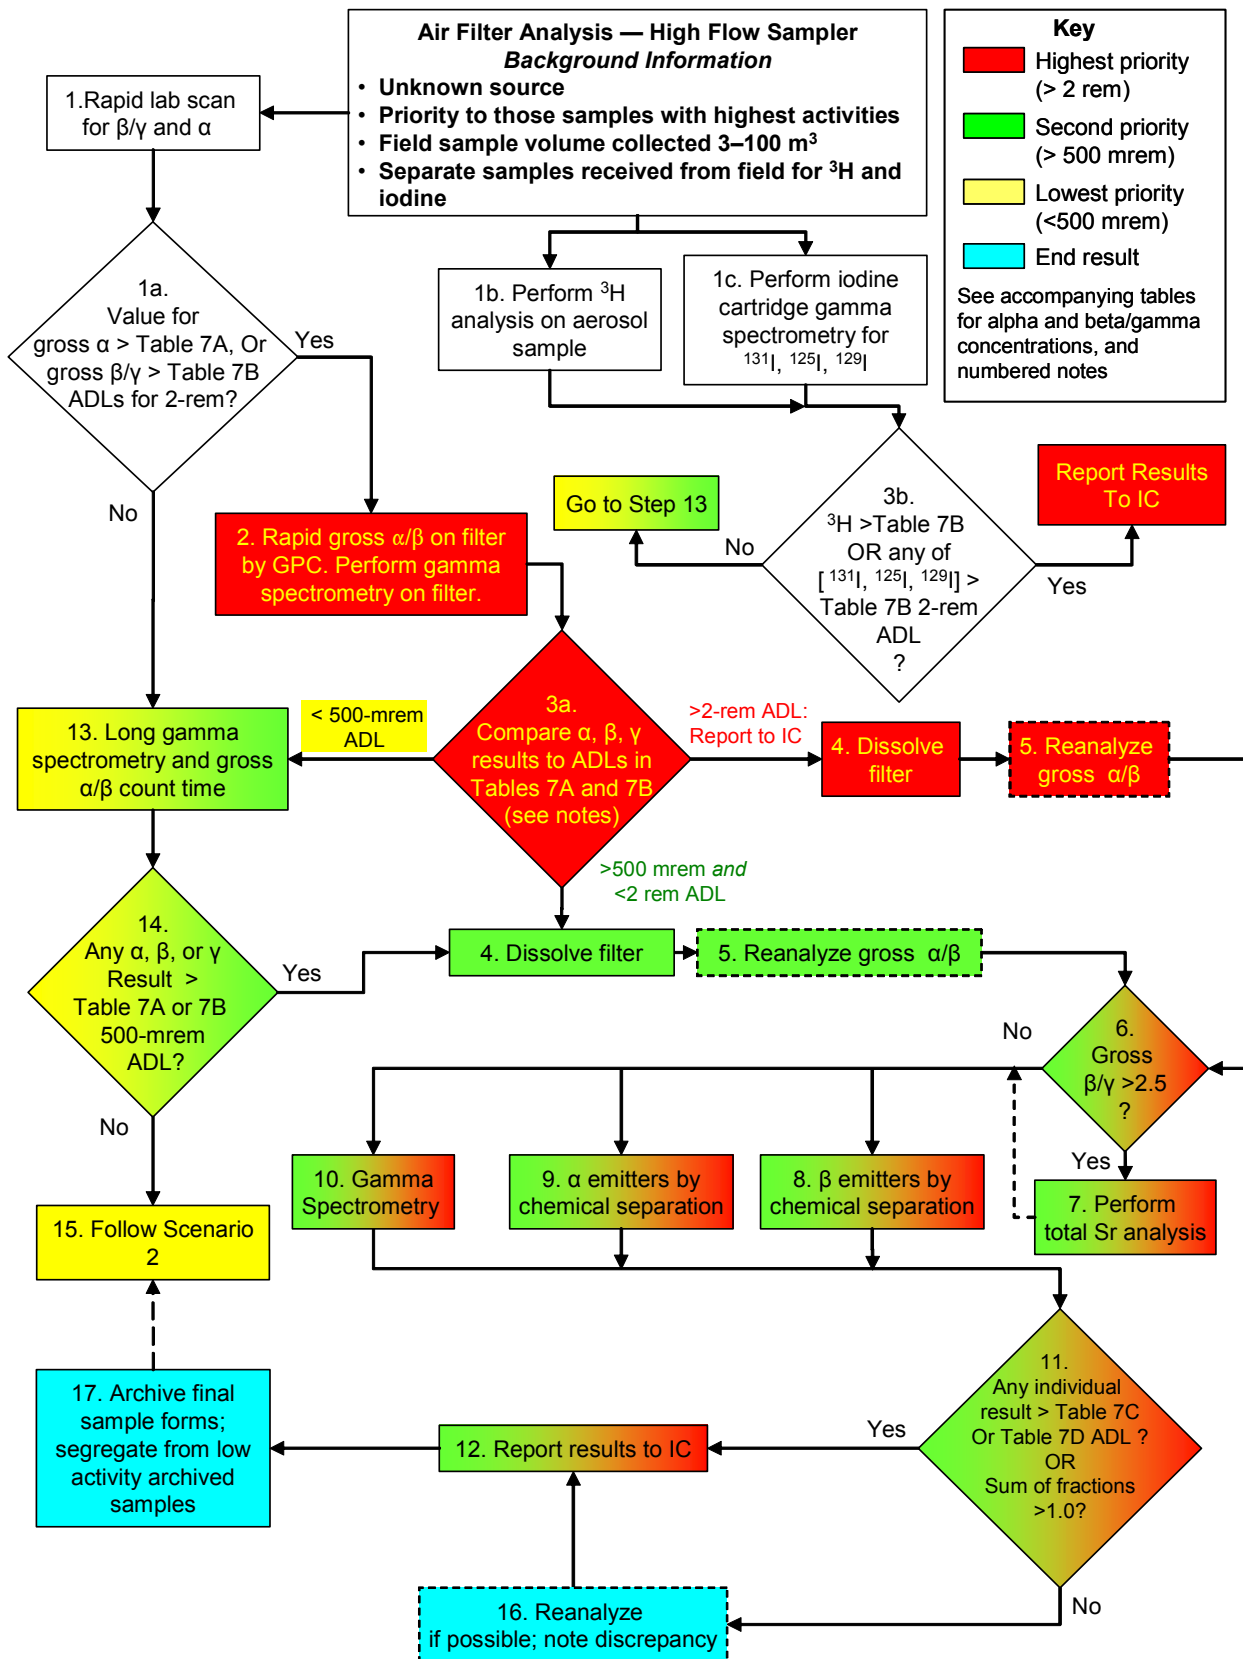 Air Filter Analysis — High Flow Sampler
Background Information
• Unknown source
• Priority to those samples with highest activities
• Field sample volume collected 3–100 m³
• Separate samples received from field for ³H and
iodine
Key
Highest priority
(> 2 rem)
Second priority
(> 500 mrem)
Lowest priority
(<500 mrem)
End result
See accompanying tables
for alpha and beta/gamma
concentrations, and
numbered notes
1.Rapid lab scan
for β/γ and α
1a.
Value for
gross α > Table 7A, Or
gross β/γ > Table 7B
ADLs for 2-rem?
Yes
No
1b. Perform ³H
analysis on aerosol
sample
1c. Perform iodine
cartridge gamma
spectrometry for
¹³¹I, ¹²⁵I, ¹²⁹I
3b.
³H >Table 7B
OR any of
[ ¹³¹I, ¹²⁵I, ¹²⁹I] >
Table 7B 2-rem
ADL
?
No
Yes
Go to Step 13
Report Results
To IC
2. Rapid gross α/β on filter
by GPC. Perform gamma
spectrometry on filter.
3a.
Compare α, β, γ
results to ADLs in
Tables 7A and 7B
(see notes)
< 500-mrem
ADL
>2-rem ADL:
Report to IC
>500 mrem and
<2 rem ADL
4. Dissolve
filter
5. Reanalyze
gross α/β
13. Long gamma
spectrometry and gross
α/β count time
14.
Any α, β, or γ
Result >
Table 7A or 7B
500-mrem
ADL?
Yes
No
4. Dissolve filter
5. Reanalyze gross α/β
6.
Gross
β/γ >2.5
?
No
Yes
7. Perform
total Sr analysis
10. Gamma
Spectrometry
9. α emitters by
chemical separation
8. β emitters by
chemical separation
15. Follow Scenario
2
11.
Any individual
result > Table 7C
Or Table 7D ADL ?
OR
Sum of fractions
>1.0?
Yes
No
12. Report results to IC
17. Archive final
sample forms;
segregate from low
activity archived
samples
16. Reanalyze
if possible; note discrepancy